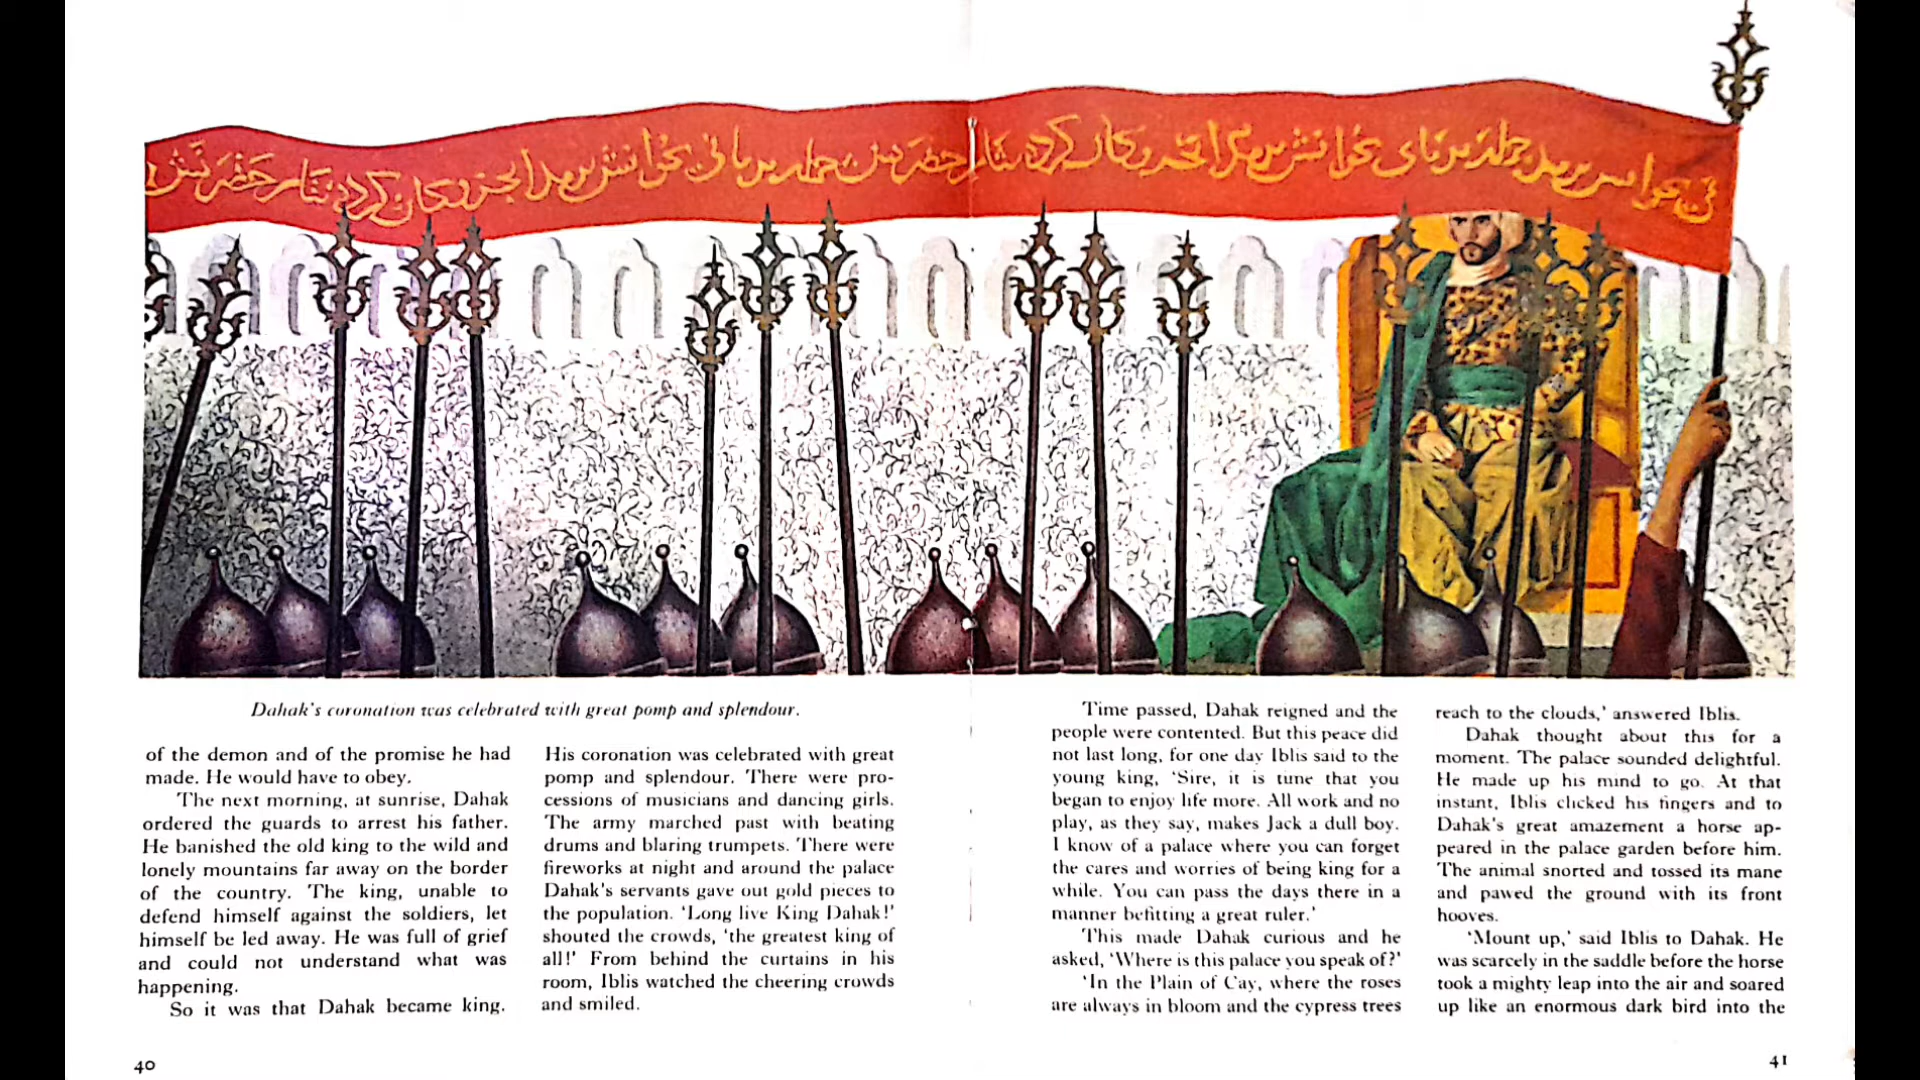 Dahak's coronation was celebrated with great pomp and splendour.
of the demon and of the promise he had
made. He would have to obey.
The next morning, at sunrise, Dahak
ordered the guards to arrest his father.
He banished the old king to the wild and
lonely mountains far away on the border
of the country. The king, unable to
defend himself against the soldiers, let
himself be led away. He was full of grief
and could not understand what was
happening.
So it was that Dahak became king.
His coronation was celebrated with great
pomp and splendour. There were pro-
cessions of musicians and dancing girls.
The army marched past with beating
drums and blaring trumpets. There were
fireworks at night and around the palace
Dahak's servants gave out gold pieces to
the population. 'Long live King Dahak!'
shouted the crowds, 'the greatest king of
all!' From behind the curtains in his
room, Iblis watched the cheering crowds
and smiled.
40
Time passed, Dahak reigned and the
people were contented. But this peace did
not last long, for one day Iblis said to the
young king, 'Sire, it is time that you
began to enjoy life more. All work and no
play, as they say, makes Jack a dull boy.
I know of a palace where you can forget
the cares and worries of being king for a
while. You can pass the days there in a
manner befitting a great ruler.'
This made Dahak curious and he
asked, 'Where is this palace you speak of?'
'In the Plain of Cay, where the roses
are always in bloom and the cypress trees
reach to the clouds,' answered Iblis.
Dahak thought about this for a
moment. The palace sounded delightful.
He made up his mind to go. At that
instant, Iblis clicked his fingers and to
Dahak's great amazement a horse ap-
peared in the palace garden before him.
The animal snorted and tossed its mane
and pawed the ground with its front
hooves.
'Mount up,' said Iblis to Dahak. He
was scarcely in the saddle before the horse
took a mighty leap into the air and soared
up like an enormous dark bird into the
41